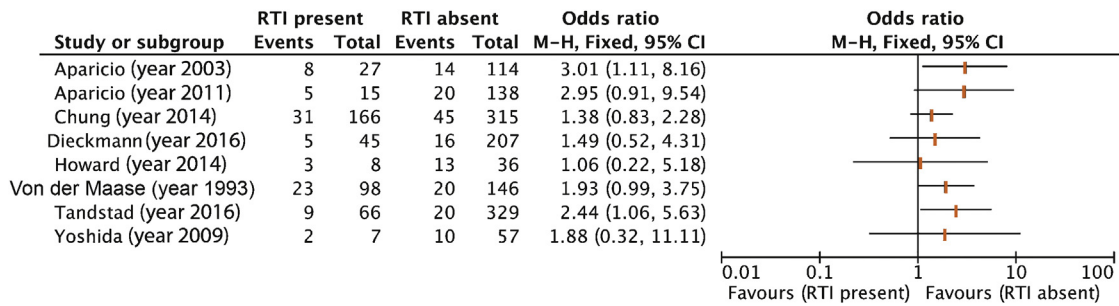 RTI present RTI absent Odds ratio Odds ratio
Study or subgroup Events Total Events Total M-H, Fixed, 95% CI M-H, Fixed, 95% CI
Aparicio (year 2003) 8 27 14 114 3.01 (1.11, 8.16)
Aparicio (year 2011) 5 15 20 138 2.95 (0.91, 9.54)
Chung (year 2014) 31 166 45 315 1.38 (0.83, 2.28)
Dieckmann (year 2016) 5 45 16 207 1.49 (0.52, 4.31)
Howard (year 2014) 3 8 13 36 1.06 (0.22, 5.18)
Von der Maase (year 1993) 23 98 20 146 1.93 (0.99, 3.75)
Tandstad (year 2016) 9 66 20 329 2.44 (1.06, 5.63)
Yoshida (year 2009) 2 7 10 57 1.88 (0.32, 11.11)
0.01 0.1 1 10 100
Favours (RTI present) Favours (RTI absent)